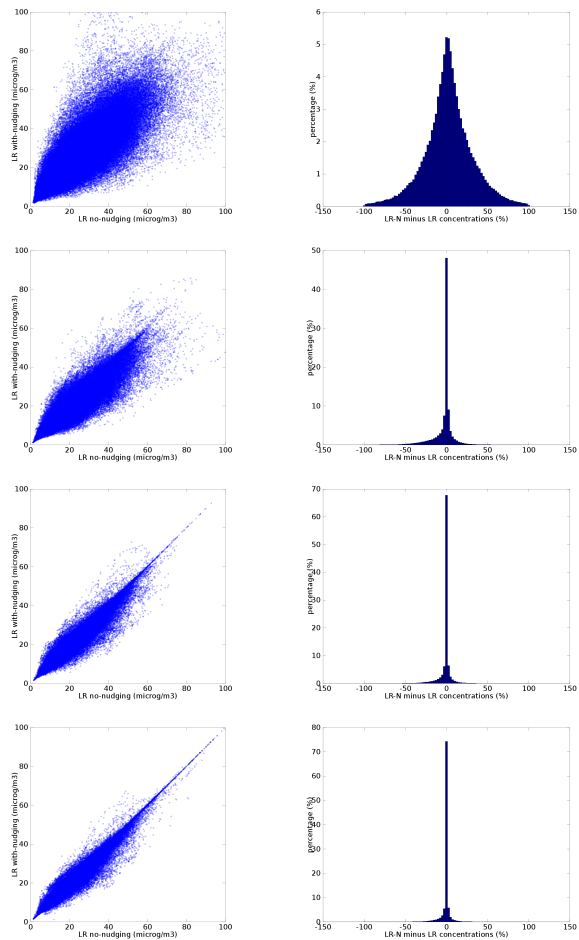 100
80
60
40
20
0
0 20 40 60 80 100
LR with-nudging (microg/m3)
LR no-nudging (microg/m3)
6
5
4
3
2
1
0
-150 -100 -50 0 50 100 150
percentage (%)
LR-N minus LR concentrations (%)
100
80
60
40
20
0
0 20 40 60 80 100
LR with-nudging (microg/m3)
LR no-nudging (microg/m3)
50
40
30
20
10
0
-150 -100 -50 0 50 100 150
percentage (%)
LR-N minus LR concentrations (%)
100
80
60
40
20
0
0 20 40 60 80 100
LR with-nudging (microg/m3)
LR no-nudging (microg/m3)
70
60
50
40
30
20
10
0
-150 -100 -50 0 50 100 150
percentage (%)
LR-N minus LR concentrations (%)
100
80
60
40
20
0
0 20 40 60 80 100
LR with-nudging (microg/m3)
LR no-nudging (microg/m3)
80
70
60
50
40
30
20
10
0
-150 -100 -50 0 50 100 150
percentage (%)
LR-N minus LR concentrations (%)